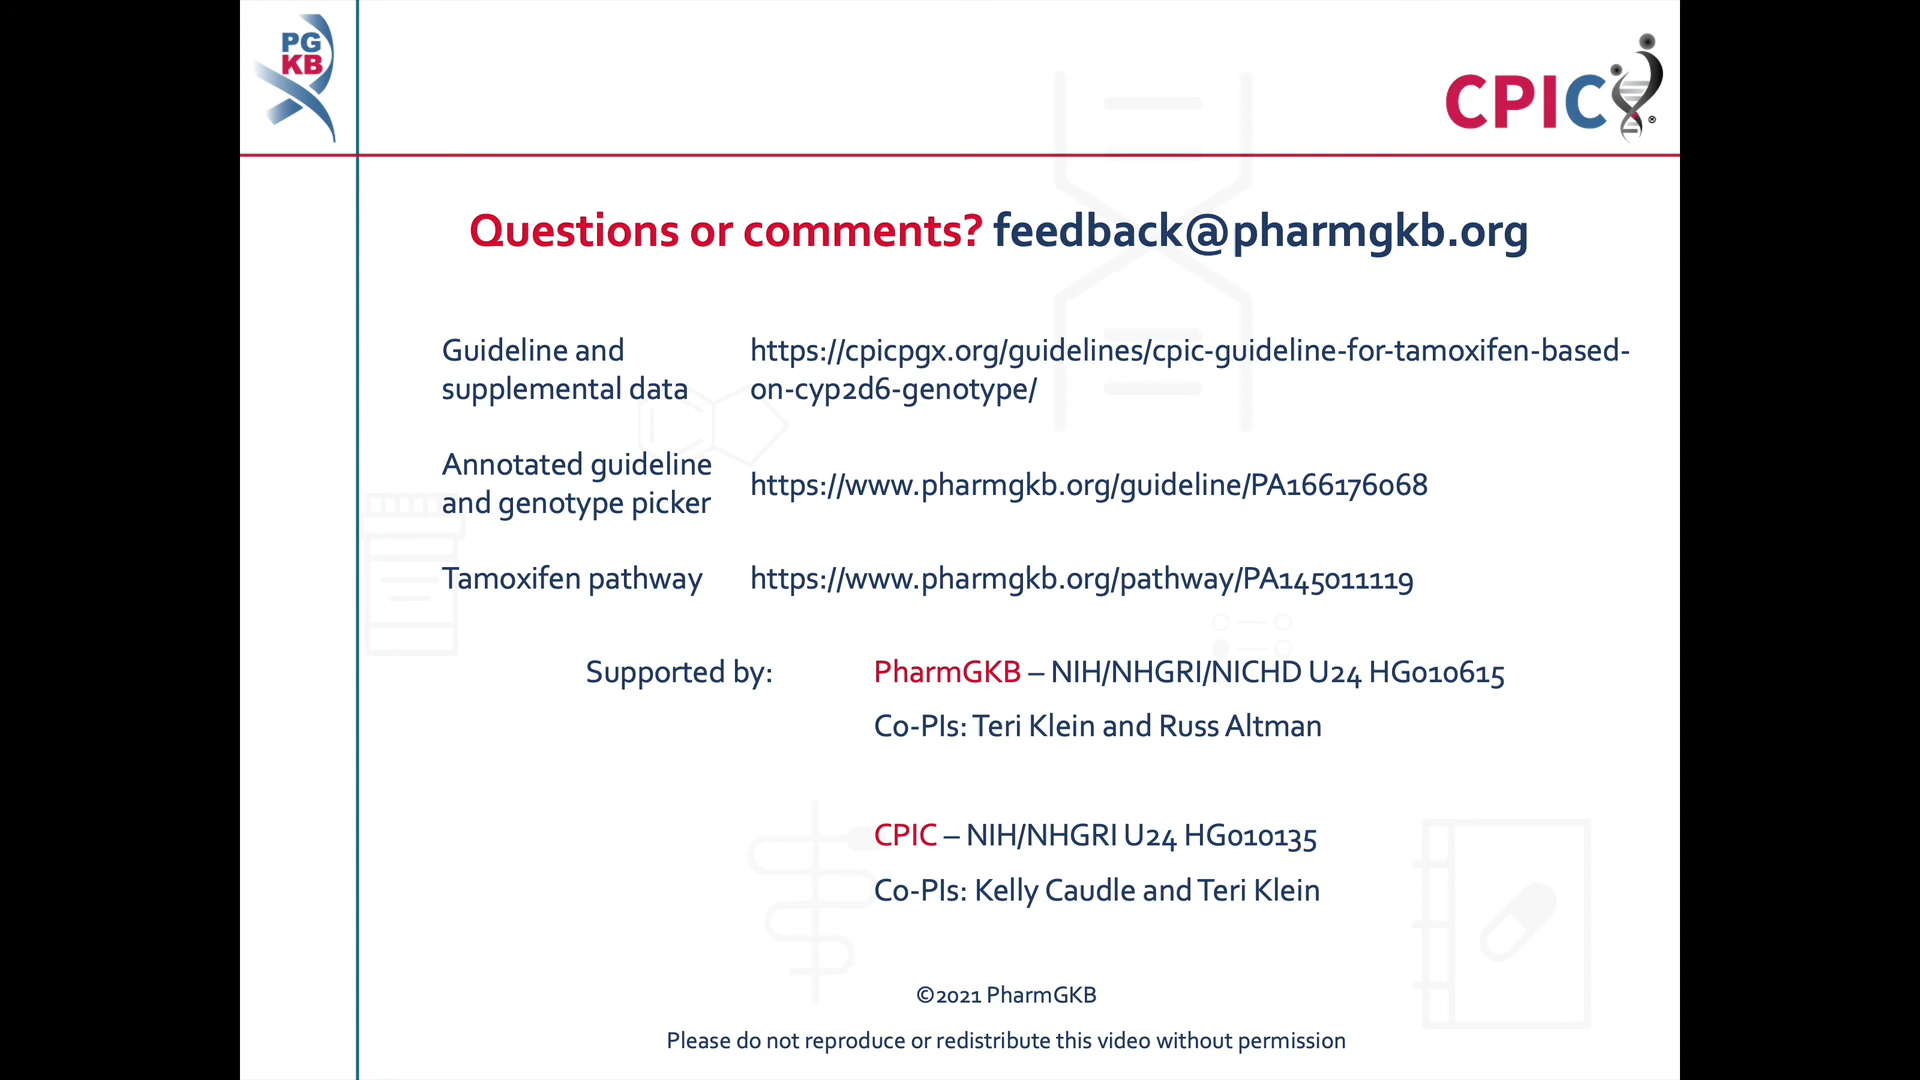 PG
KB
CPIC®
Questions or comments? feedback@pharmgkb.org
Guideline and
supplemental data
https://cpicpgx.org/guidelines/cpic-guideline-for-tamoxifen-based-
on-cyp2d6-genotype/
Annotated guideline
and genotype picker
https://www.pharmgkb.org/guideline/PA166176068
Tamoxifen pathway
https://www.pharmgkb.org/pathway/PA145011119
Supported by:
PharmGKB – NIH/NHGRI/NICHD U24 HG010615
Co-PIs: Teri Klein and Russ Altman
CPIC – NIH/NHGRI U24 HG010135
Co-PIs: Kelly Caudle and Teri Klein
©2021 PharmGKB
Please do not reproduce or redistribute this video without permission